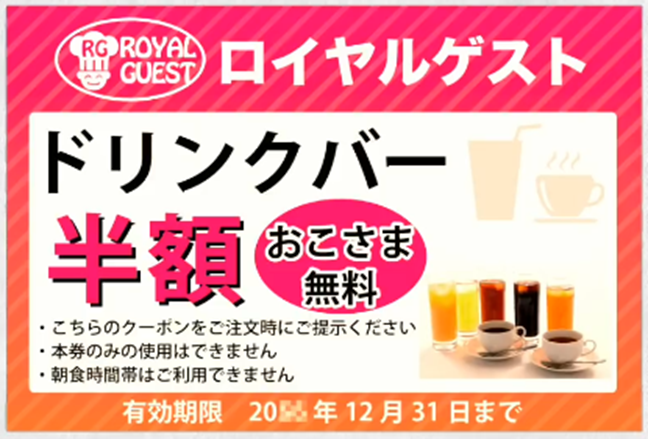 RG ROYAL GUEST ロイヤルゲスト
ドリンクバー
半額 おこさま
無料
・こちらのクーポンをご注文時にご提示ください
・本券のみの使用はできません
・朝食時間帯はご利用できません
有効期限 20 年 12 月 31 日まで